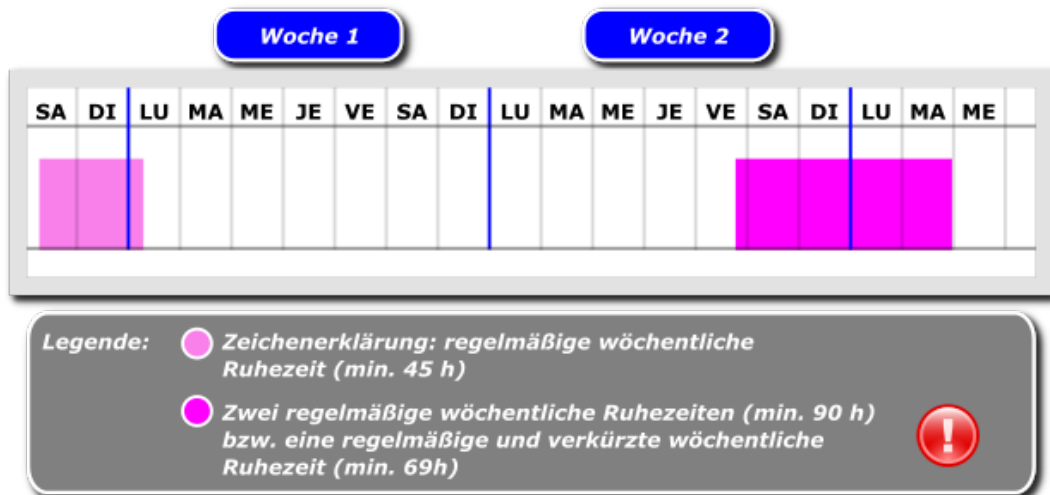 Woche 1 Woche 2
SA DI LU MA ME JE VE SA DI LU MA ME JE VE SA DI LU MA ME
Legende: Zeichenerklärung: regelmäßige wöchentliche
Ruhezeit (min. 45 h)
Zwei regelmäßige wöchentliche Ruhezeiten (min. 90 h)
bzw. eine regelmäßige und verkürzte wöchentliche
Ruhezeit (min. 69h)
!